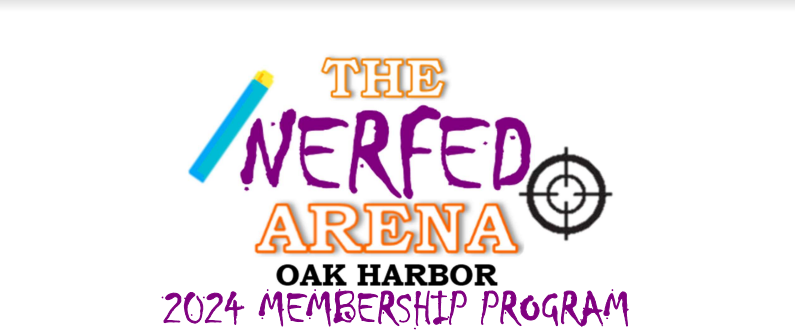 THE
NERFED
ARENA
OAK HARBOR
2024 MEMBERSHIP PROGRAM